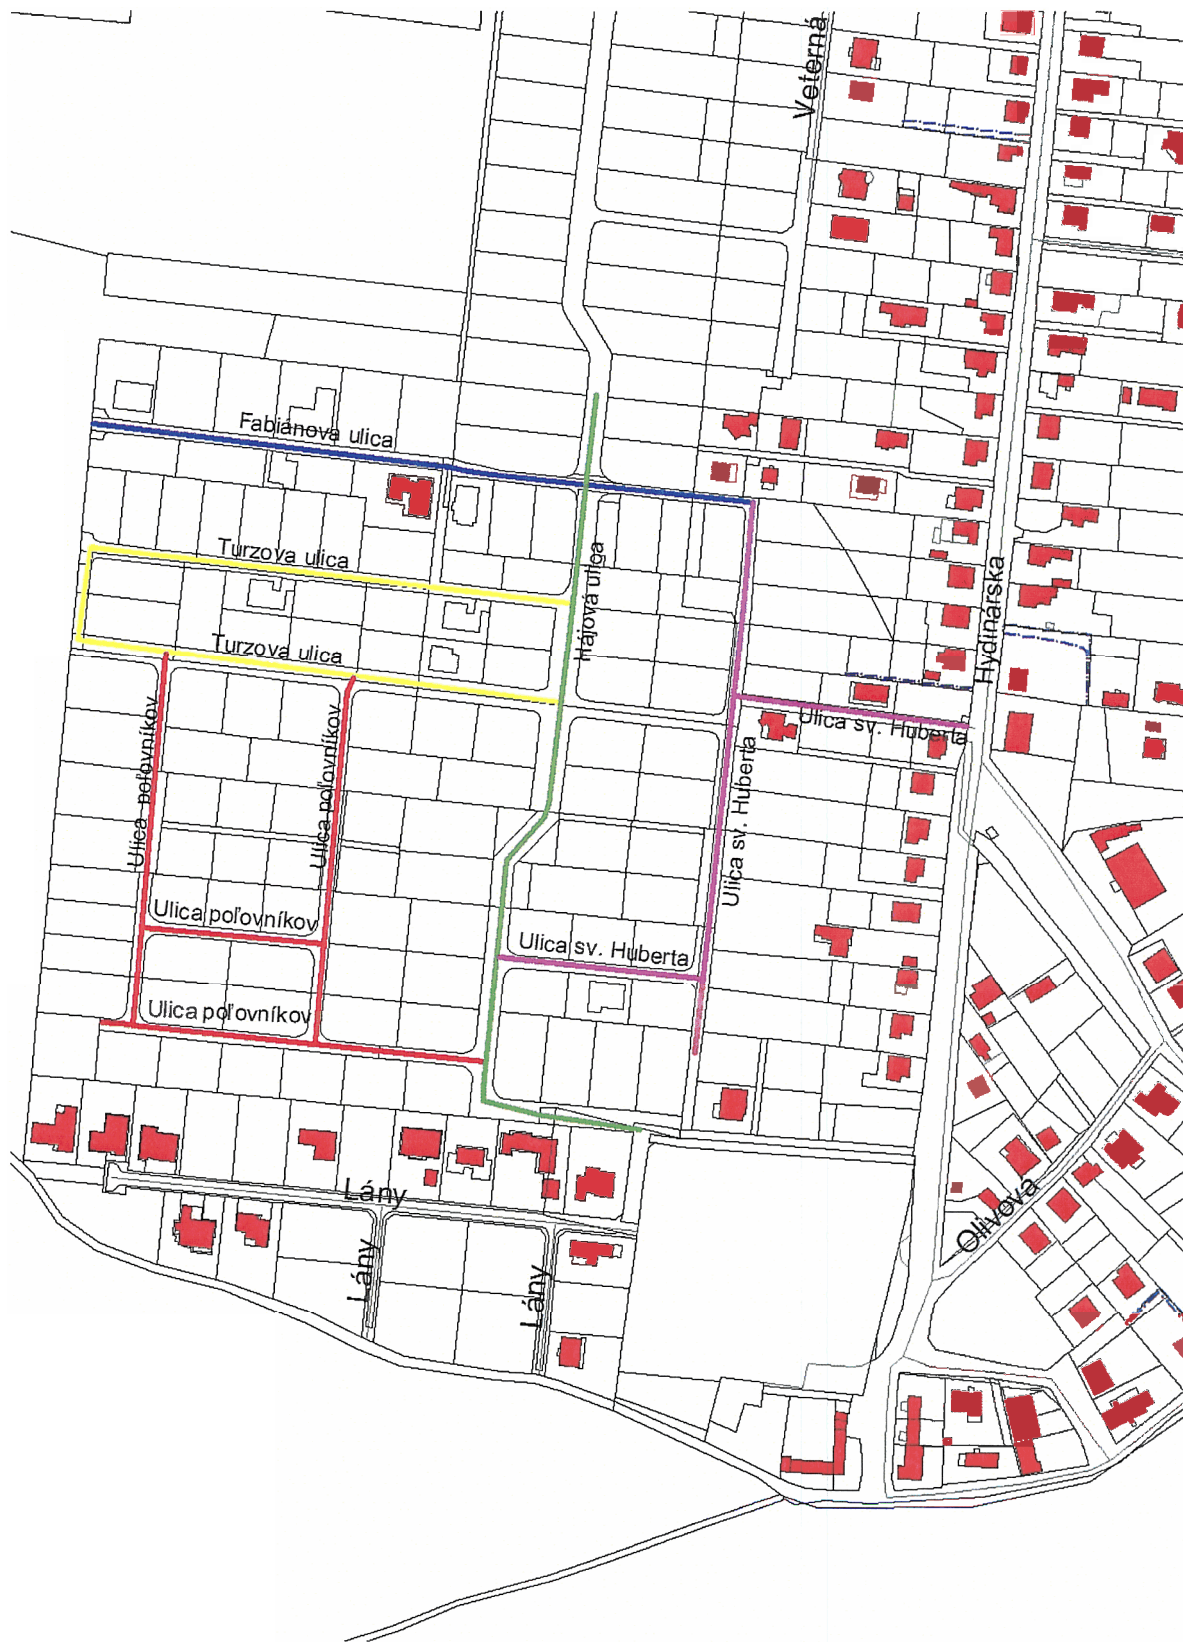 Veterná
Fabiánova ulica
Turzova ulica
Hájová ulica
Hydinárska
Turzova ulica
Ulica poľovníkov
Ulica poľovníkov
Ulica sv. Huberta
Ulica sv. Huberta
Ulica poľovníkov
Ulica sv. Huberta
Ulica poľovníkov
Lány
Olivová
Lány
Lány